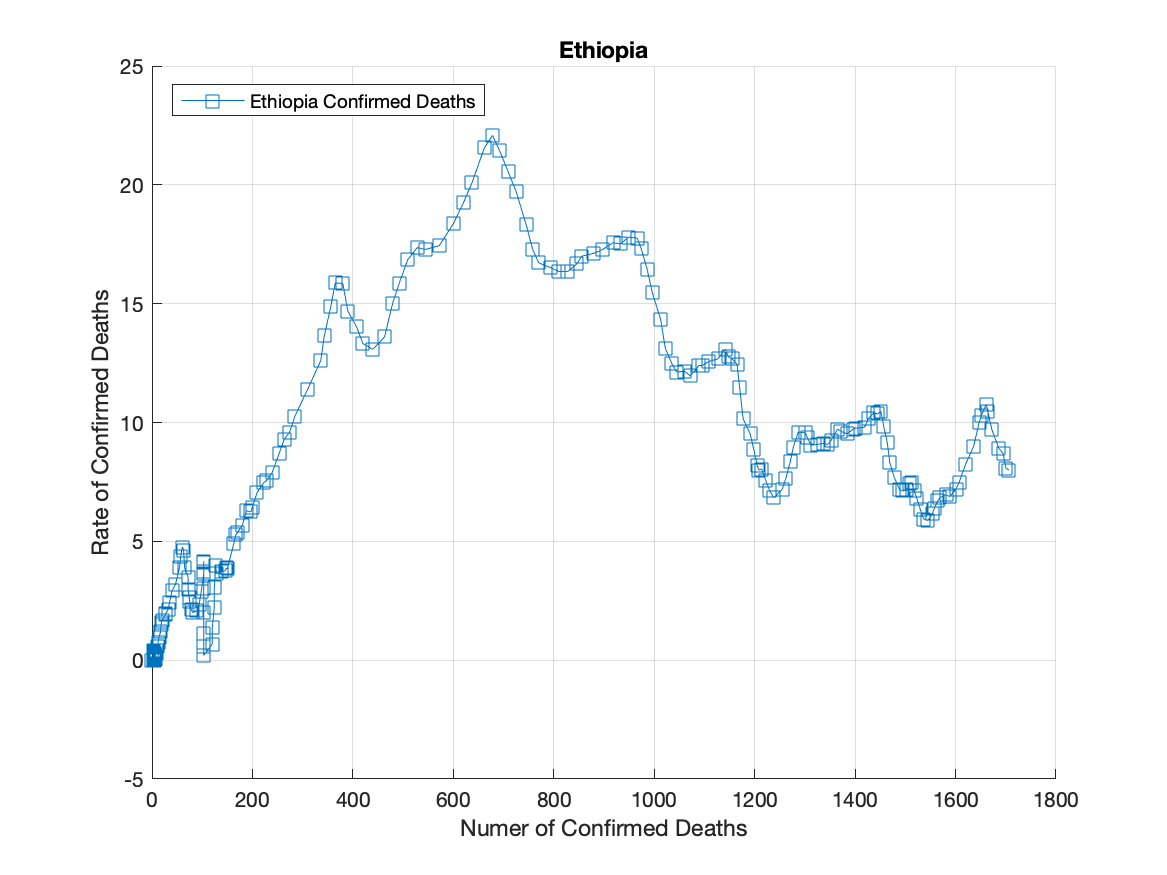 Ethiopia
25
Ethiopia Confirmed Deaths
20
15
10
5
0
-5
Rate of Confirmed Deaths
0 200 400 600 800 1000 1200 1400 1600 1800
Numer of Confirmed Deaths